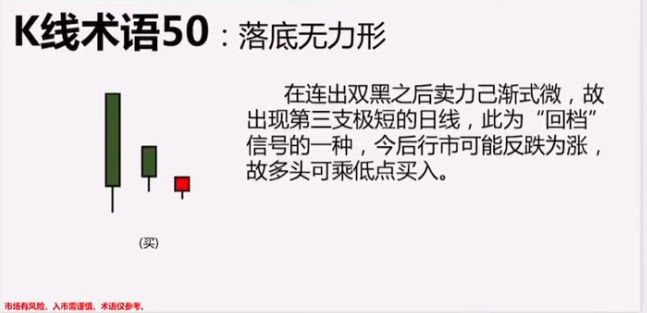 K线术语50：落底无力形
在连出双黑之后卖力己渐式微，故
出现第三支极短的日线，此为“回档”
信号的一种，今后行市可能反跌为涨，
故多头可乘低点买入。
(买)
市场有风险，入市需谨慎，术语仅参考。